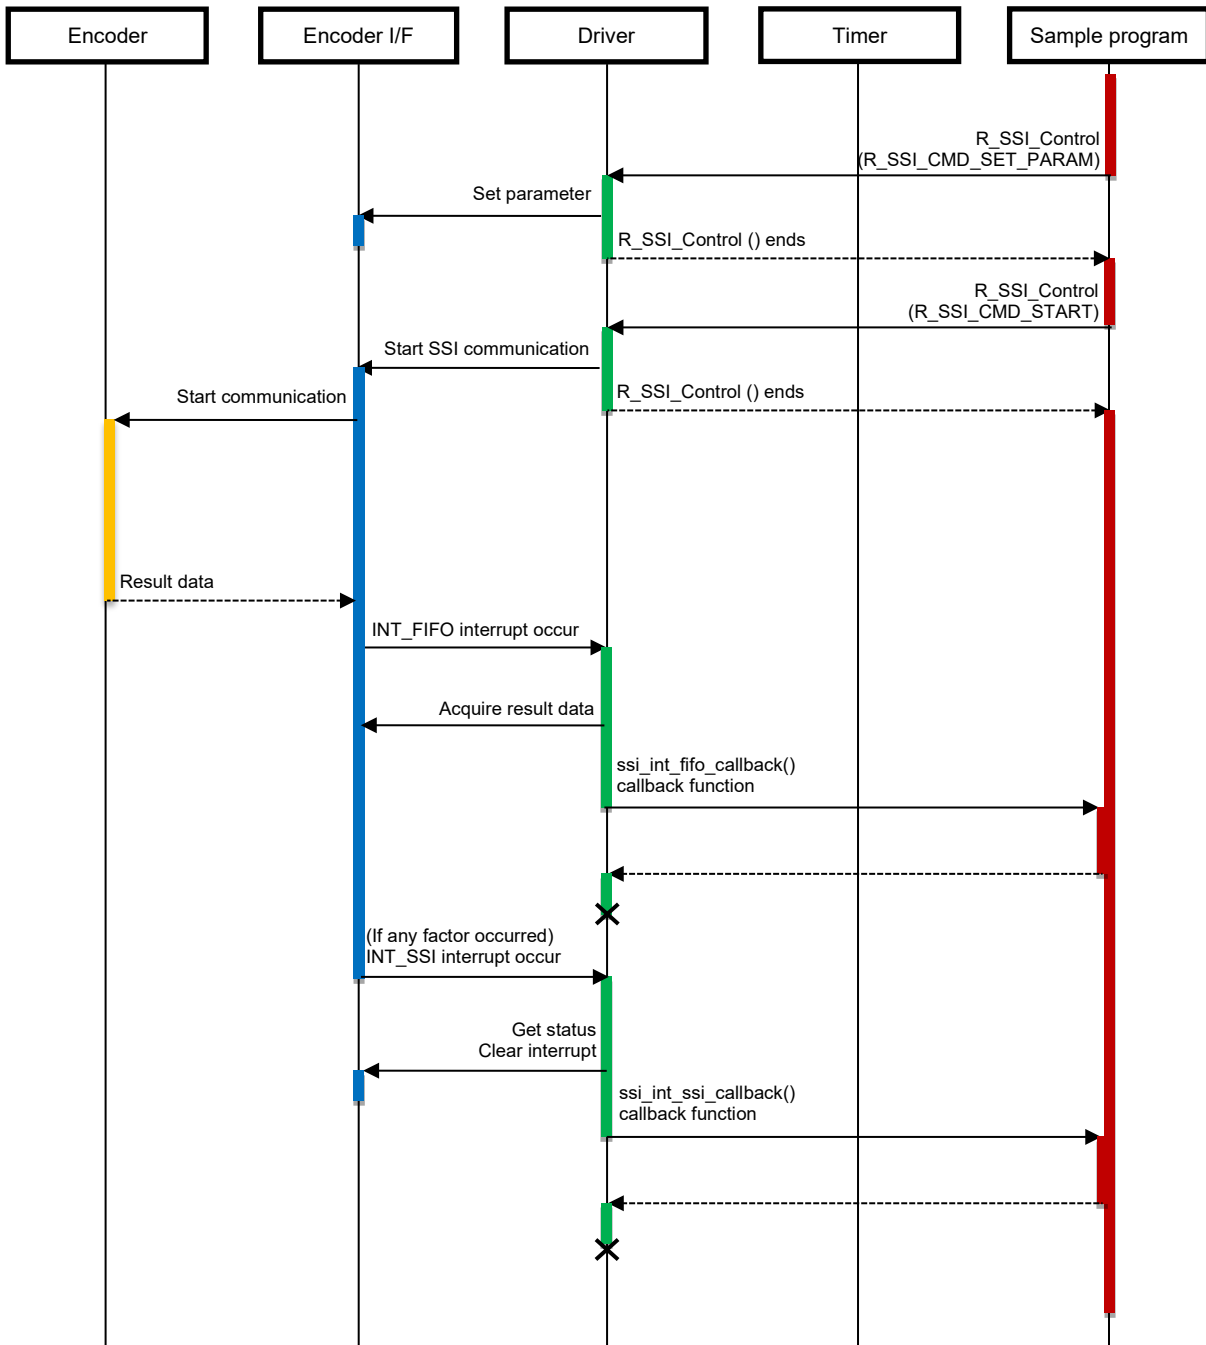 Encoder
Encoder I/F
Driver
Timer
Sample program
R_SSI_Control
(R_SSI_CMD_SET_PARAM)
Set parameter
R_SSI_Control () ends
R_SSI_Control
(R_SSI_CMD_START)
Start SSI communication
R_SSI_Control () ends
Start communication
Result data
INT_FIFO interrupt occur
Acquire result data
ssi_int_fifo_callback()
callback function
(If any factor occurred)
INT_SSI interrupt occur
Get status
Clear interrupt
ssi_int_ssi_callback()
callback function